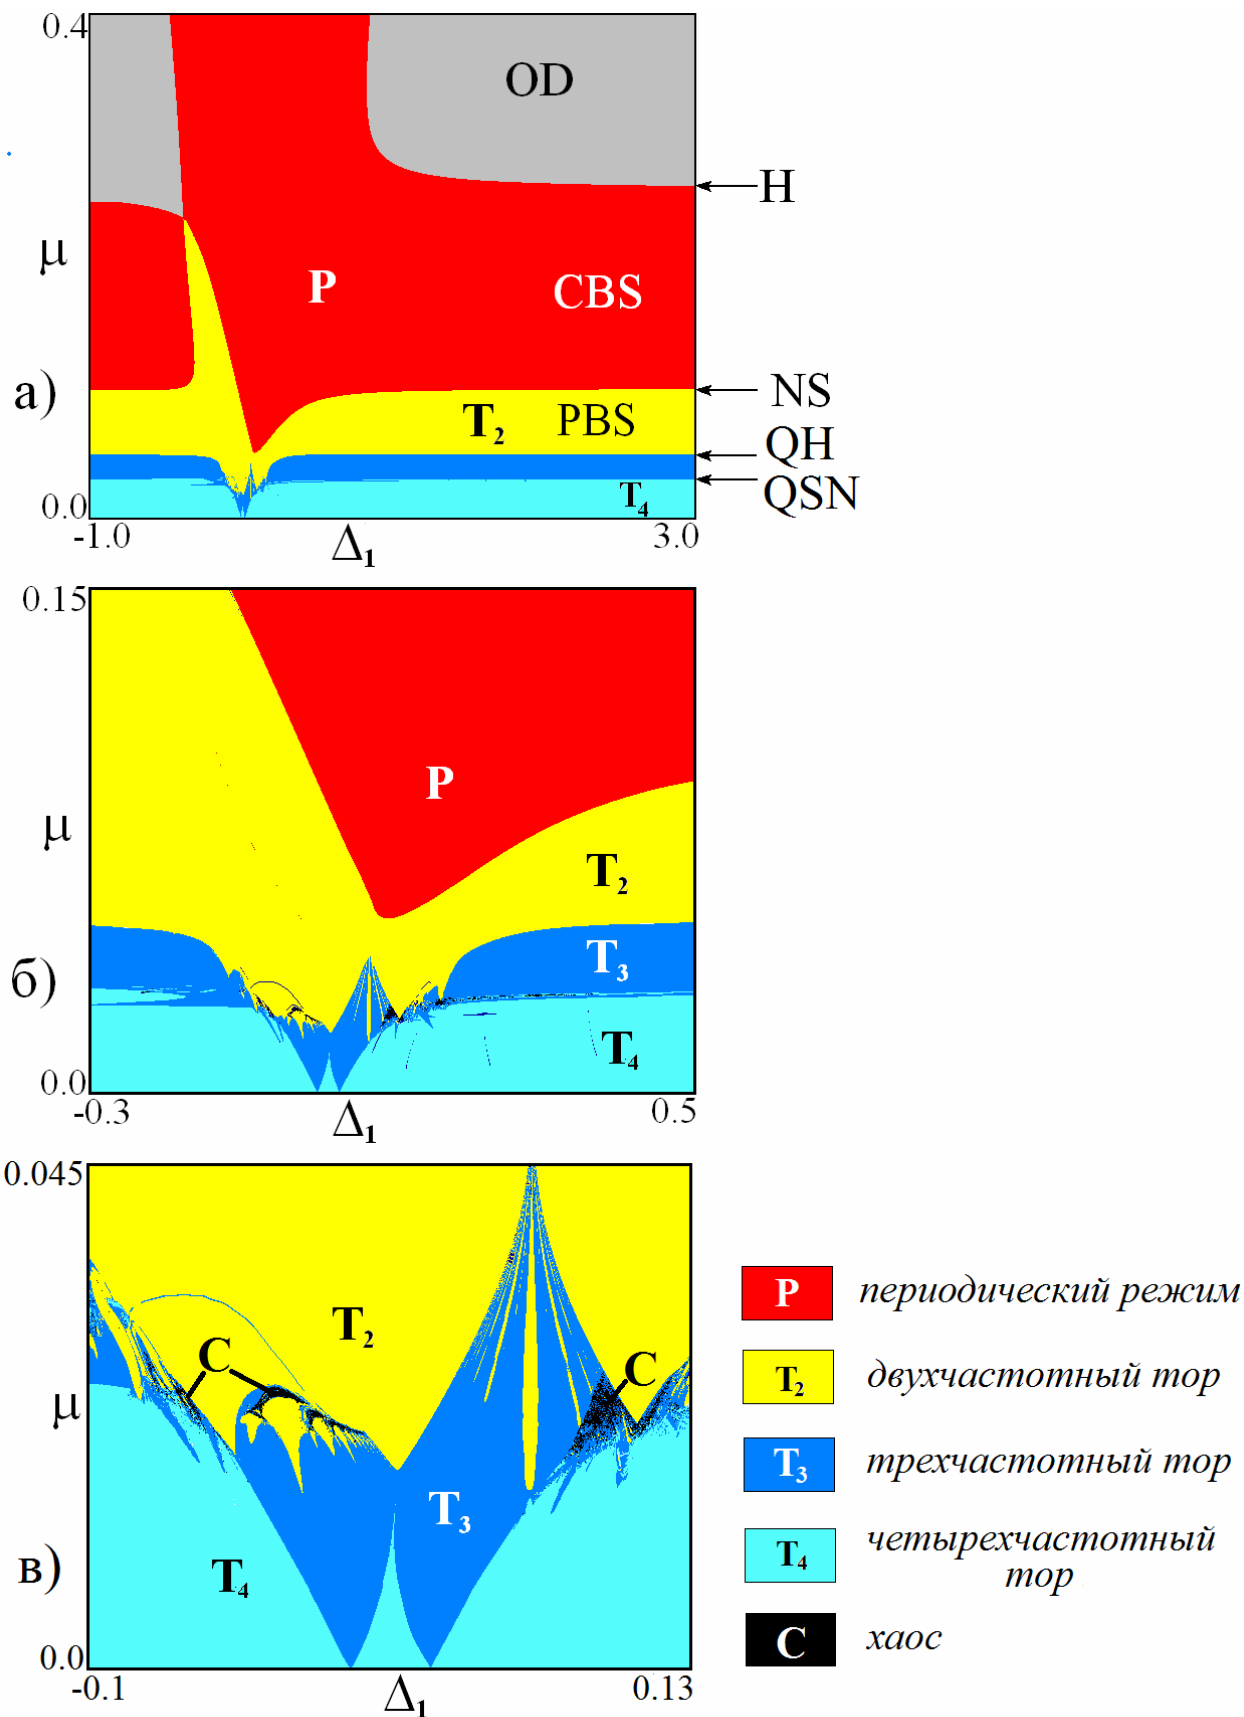 0.4
OD
H
μ
P
CBS
а)
NS
T2
PBS
QH
QSN
T4
0.0
-1.0
Δ1
3.0
0.15
P
μ
T2
T3
б)
T4
0.0
-0.3
Δ1
0.5
0.045
T2
C
C
μ
T3
T4
в)
0.0
-0.1
Δ1
0.13
P периодический режим
T2 двухчастотный тор
T3 трехчастотный тор
T4 четырехчастотный
тор
C хаос